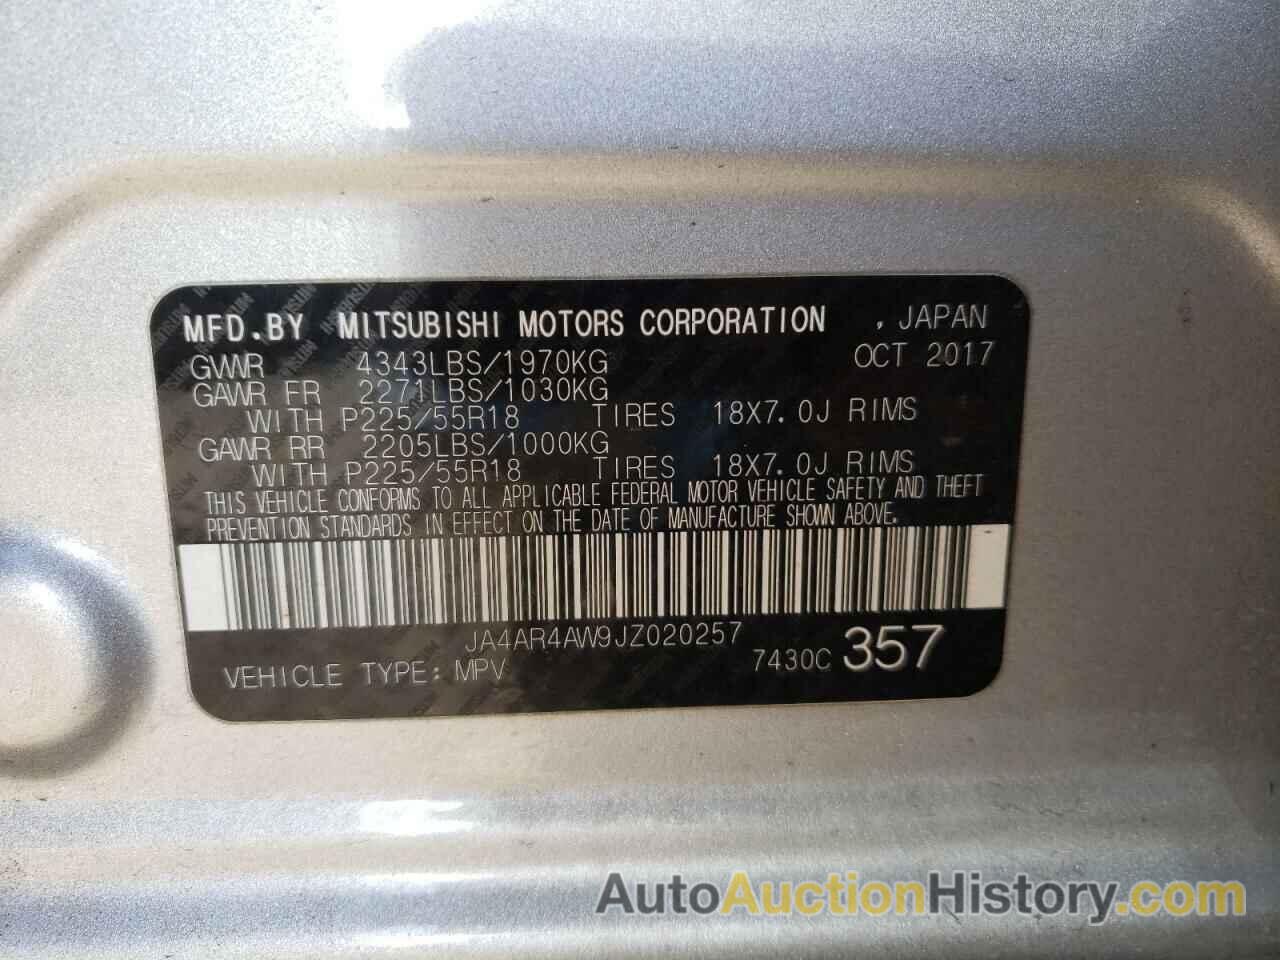 MFD.BY MITSUBISHI MOTORS CORPORATION , JAPAN
GVWR 4343LBS/1970KG OCT 2017
GAWR FR 2271LBS/1030KG
WITH P225/55R18 TIRES 18X7.0J RIMS
GAWR RR 2205LBS/1000KG
WITH P225/55R18 TIRES 18X7.0J RIMS
THIS VEHICLE CONFORMS TO ALL APPLICABLE FEDERAL MOTOR VEHICLE SAFETY AND THEFT
PREVENTION STANDARDS IN EFFECT ON THE DATE OF MANUFACTURE SHOWN ABOVE.
JA4AR4AW9JZ020257
VEHICLE TYPE: MPV 7430C 357
AutoAuctionHistory.com